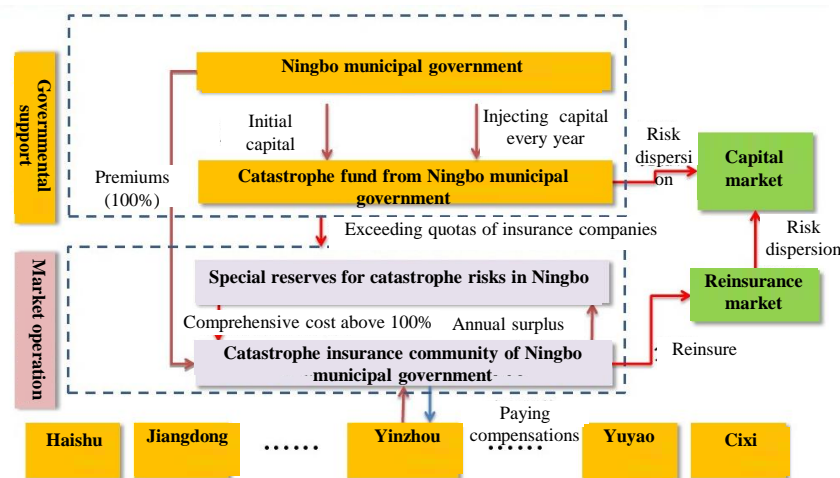 Governmental
support
Ningbo municipal government
Initial
capital
Injecting capital
every year
Premiums
(100%)
Catastrophe fund from Ningbo municipal
government
Risk
dispersi
on
Capital
market
Exceeding quotas of insurance companies
Risk
dispersion
Market operation
Special reserves for catastrophe risks in Ningbo
Reinsurance
market
Comprehensive cost above 100%
Annual surplus
Catastrophe insurance community of Ningbo
municipal government
Reinsure
Paying
compensations
Haishu
Jiangdong
……
Yinzhou
……
Yuyao
Cixi